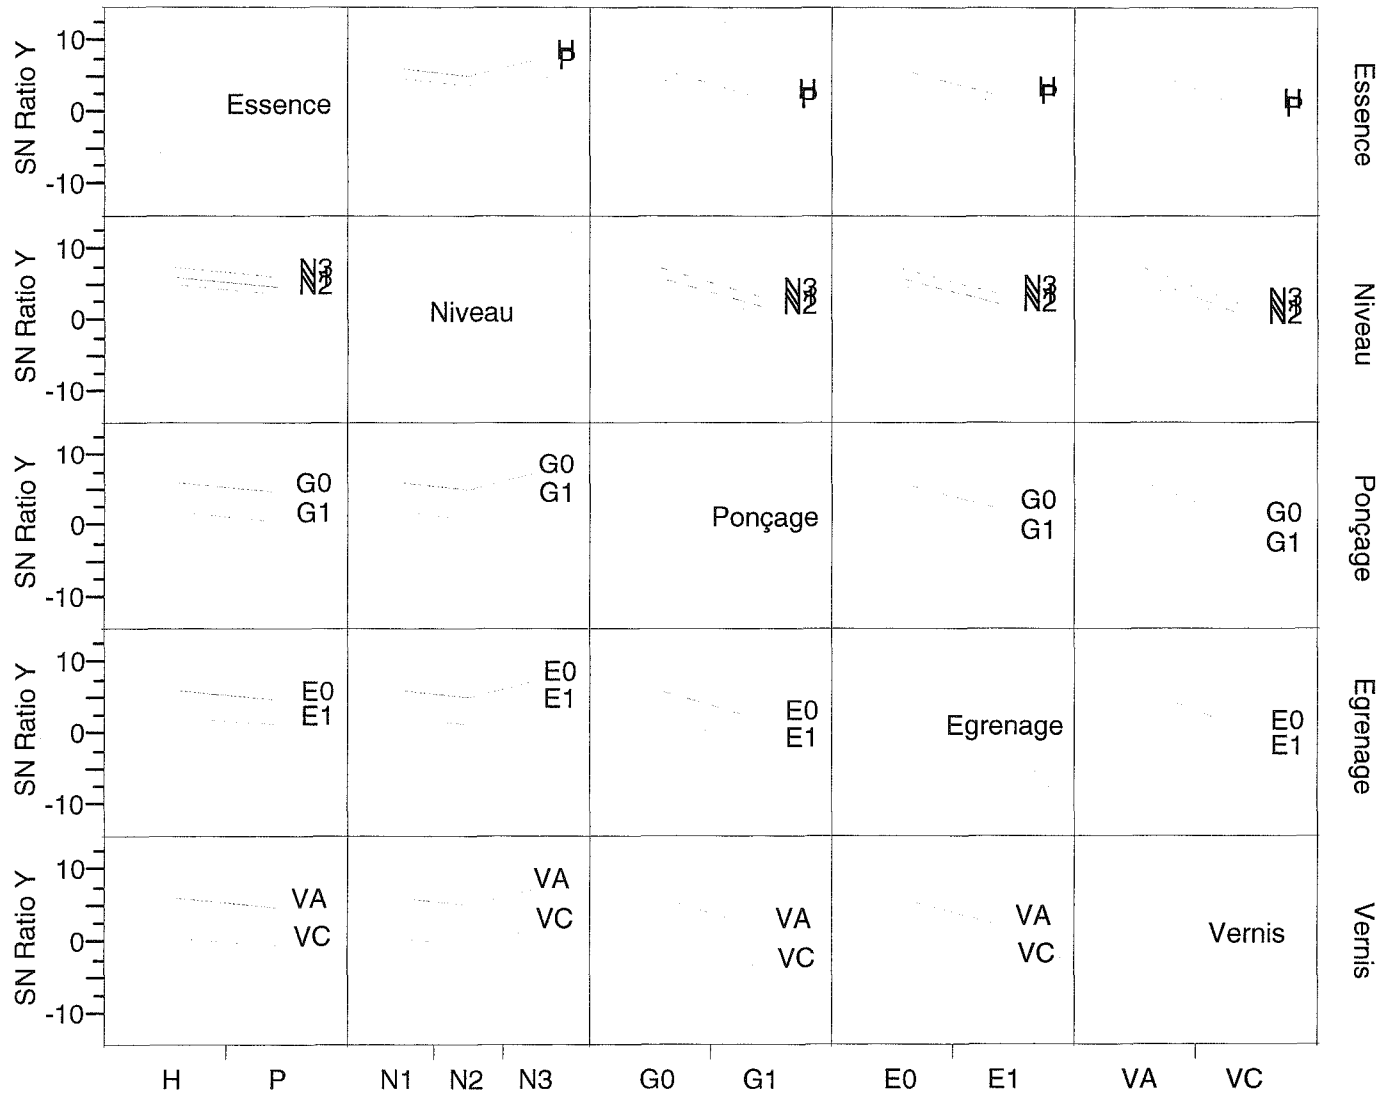 SN Ratio Y
10
0
-10
Essence
H
P
H
P
H
P
H
P
Essence
SN Ratio Y
10
0
-10
N3
N2
Niveau
N3
N2
N3
N2
N3
N2
Niveau
SN Ratio Y
10
0
-10
G0
G1
G0
G1
Ponçage
G0
G1
G0
G1
Ponçage
SN Ratio Y
10
0
-10
E0
E1
E0
E1
E0
E1
Egrenage
E0
E1
Egrenage
SN Ratio Y
10
0
-10
VA
VC
VA
VC
VA
VC
VA
VC
Vernis
Vernis
H P N1 N2 N3 G0 G1 E0 E1 VA VC